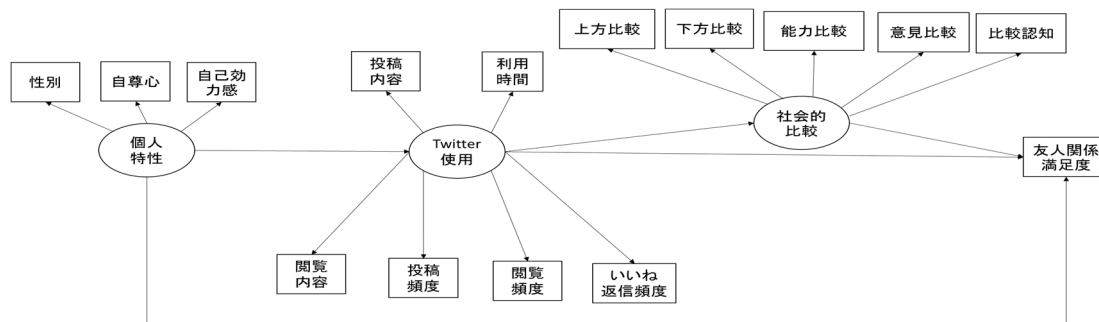 上方比較
下方比較
能力比較
意見比較
比較認知
性別
自尊心
自己効
力感
投稿
内容
利用
時間
個人
特性
Twitter
使用
社会的
比較
友人関係
満足度
閲覧
内容
投稿
頻度
閲覧
頻度
いいね
返信頻度